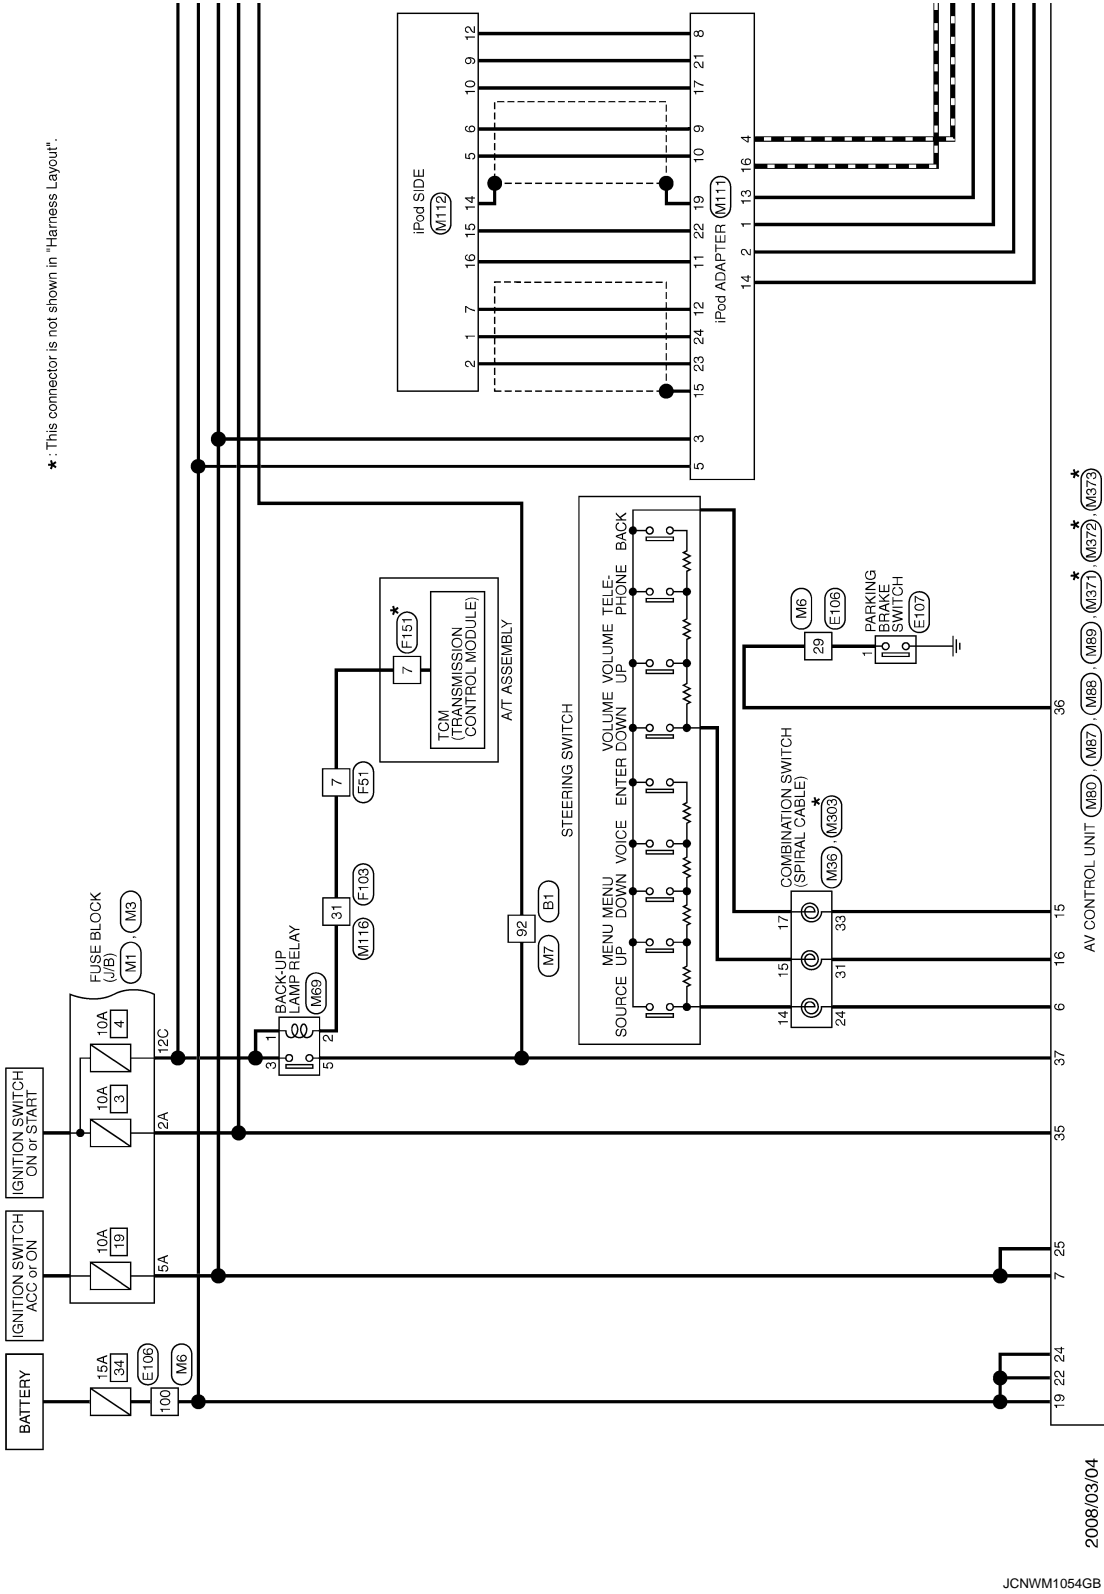 BATTERY
IGNITION SWITCH
ACC or ON
IGNITION SWITCH
ON or START
FUSE BLOCK
(J/B)
M1 , M3
15A
34
10A
19
10A
3
10A
4
E106
100
M6
5A
2A
12C
BACK-UP
LAMP RELAY
M69
1
2
3
5
31
M116
F103
7
F51
7
F151
*
TCM
(TRANSMISSION
CONTROL MODULE)
A/T ASSEMBLY
* : This connector is not shown in "Harness Layout".
92
M7
B1
STEERING SWITCH
SOURCE
MENU
UP
MENU
DOWN
VOICE
ENTER
VOLUME
DOWN
VOLUME
UP
TELE-
PHONE
BACK
14
15
17
24
31
33
COMBINATION SWITCH
(SPIRAL CABLE)
M36 , M303
*
29
M6
E106
1
PARKING
BRAKE
SWITCH
E107
iPod SIDE
M112
2
1
7
16
15
14
5
6
10
9
12
5
3
15
23
24
12
11
22
19
10
9
17
21
8
iPod ADAPTER
M111
14
2
1
13
16
4
19
22
24
7
25
35
37
6
16
15
36
AV CONTROL UNIT
M80 , M87 , M88 , M89 , M371 , M372 , M373
*
*
*
2008/03/04
JCNWM1054GB